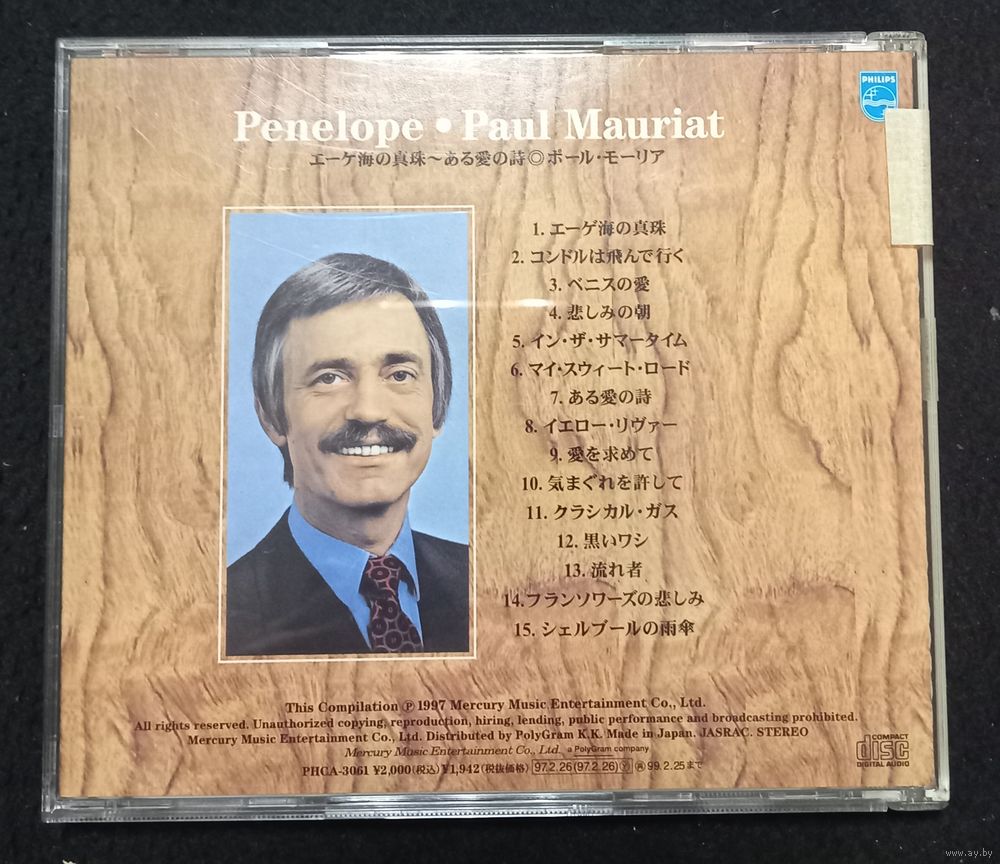 PHILIPS
Penelope • Paul Mauriat
エーゲ海の真珠〜ある愛の詩◎ポール・モーリア
1. エーゲ海の真珠
2. コンドルは飛んで行く
3. ベニスの愛
4. 悲しみの朝
5. イン・ザ・サマータイム
6. マイ・スウィート・ロード
7. ある愛の詩
8. イエロー・リヴァー
9. 愛を求めて
10. 気まぐれを許して
11. クラシカル・ガス
12. 黒いワシ
13. 流れ者
14. フランソワーズの悲しみ
15. シェルブールの雨傘
This Compilation ℗ 1997 Mercury Music Entertainment Co., Ltd.
All rights reserved. Unauthorized copying, reproduction, hiring, lending, public performance and broadcasting prohibited.
Mercury Music Entertainment Co., Ltd. Distributed by PolyGram K.K. Made in Japan. JASRAC. STEREO
Mercury Music Entertainment Co., Ltd. a PolyGram company
PHCA-3061 ¥2,000(税込)¥1,942(税抜価格) 97.2.26(97.2.26)Ⓨ 再99.2.25まで
COMPACT
disc
DIGITAL AUDIO
www.ay.by